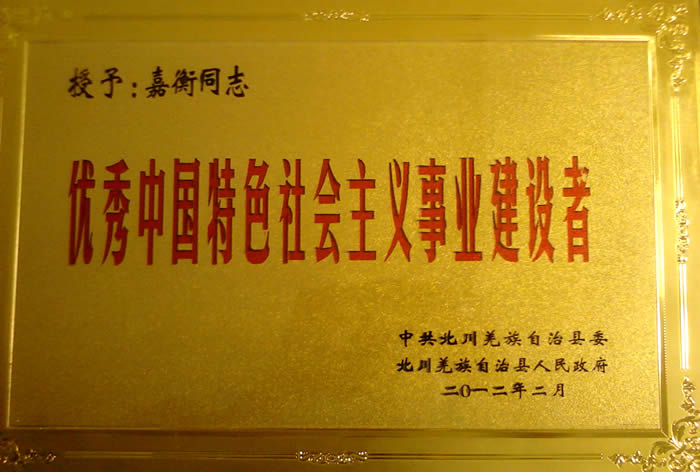 授予：嘉衡同志
优秀中国特色社会主义事业建设者
中共北川羌族自治县委
北川羌族自治县人民政府
二〇一二年二月